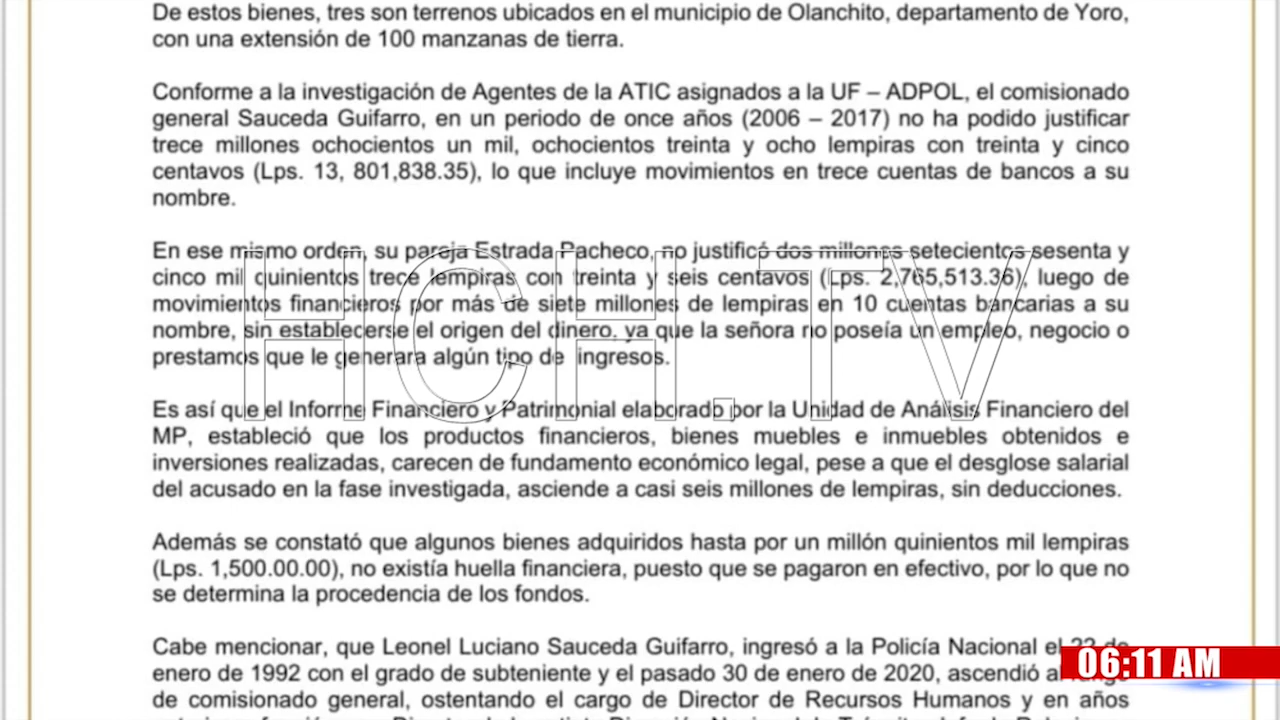 De estos bienes, tres son terrenos ubicados en el municipio de Olanchito, departamento de Yoro,
con una extensión de 100 manzanas de tierra.
Conforme a la investigación de Agentes de la ATIC asignados a la UF – ADPOL, el comisionado
general Sauceda Guifarro, en un periodo de once años (2006 – 2017) no ha podido justificar
trece millones ochocientos un mil, ochocientos treinta y ocho lempiras con treinta y cinco
centavos (Lps. 13, 801,838.35), lo que incluye movimientos en trece cuentas de bancos a su
nombre.
En ese mismo orden, su pareja Estrada Pacheco, no justificó dos millones setecientos sesenta y
cinco mil quinientos trece lempiras con treinta y seis centavos (Lps. 2,765,513.36), luego de
movimientos financieros por más de siete millones de lempiras en 10 cuentas bancarias a su
nombre, sin establecerse el origen del dinero, ya que la señora no poseía un empleo, negocio o
prestamos que le generara algún tipo de ingresos.
HCH.TV
Es así que el Informe Financiero y Patrimonial elaborado por la Unidad de Análisis Financiero del
MP, estableció que los productos financieros, bienes muebles e inmuebles obtenidos e
inversiones realizadas, carecen de fundamento económico legal, pese a que el desglose salarial
del acusado en la fase investigada, asciende a casi seis millones de lempiras, sin deducciones.
Además se constató que algunos bienes adquiridos hasta por un millón quinientos mil lempiras
(Lps. 1,500.00.00), no existía huella financiera, puesto que se pagaron en efectivo, por lo que no
se determina la procedencia de los fondos.
Cabe mencionar, que Leonel Luciano Sauceda Guifarro, ingresó a la Policía Nacional el 22 de
enero de 1992 con el grado de subteniente y el pasado 30 de enero de 2020, ascendió al
de comisionado general, ostentando el cargo de Director de Recursos Humanos y en años
06:11 AM